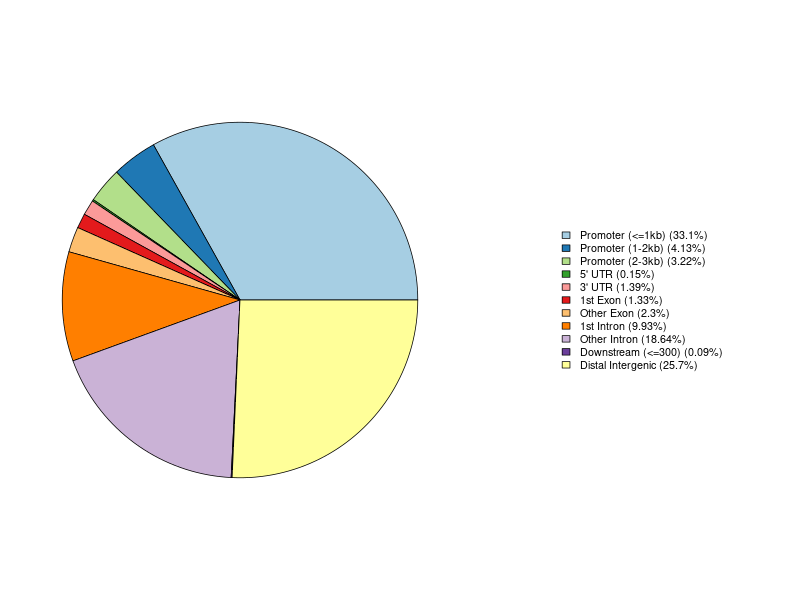 Promoter (<=1kb) (33.1%)
Promoter (1-2kb) (4.13%)
Promoter (2-3kb) (3.22%)
5' UTR (0.15%)
3' UTR (1.39%)
1st Exon (1.33%)
Other Exon (2.3%)
1st Intron (9.93%)
Other Intron (18.64%)
Downstream (<=300) (0.09%)
Distal Intergenic (25.7%)